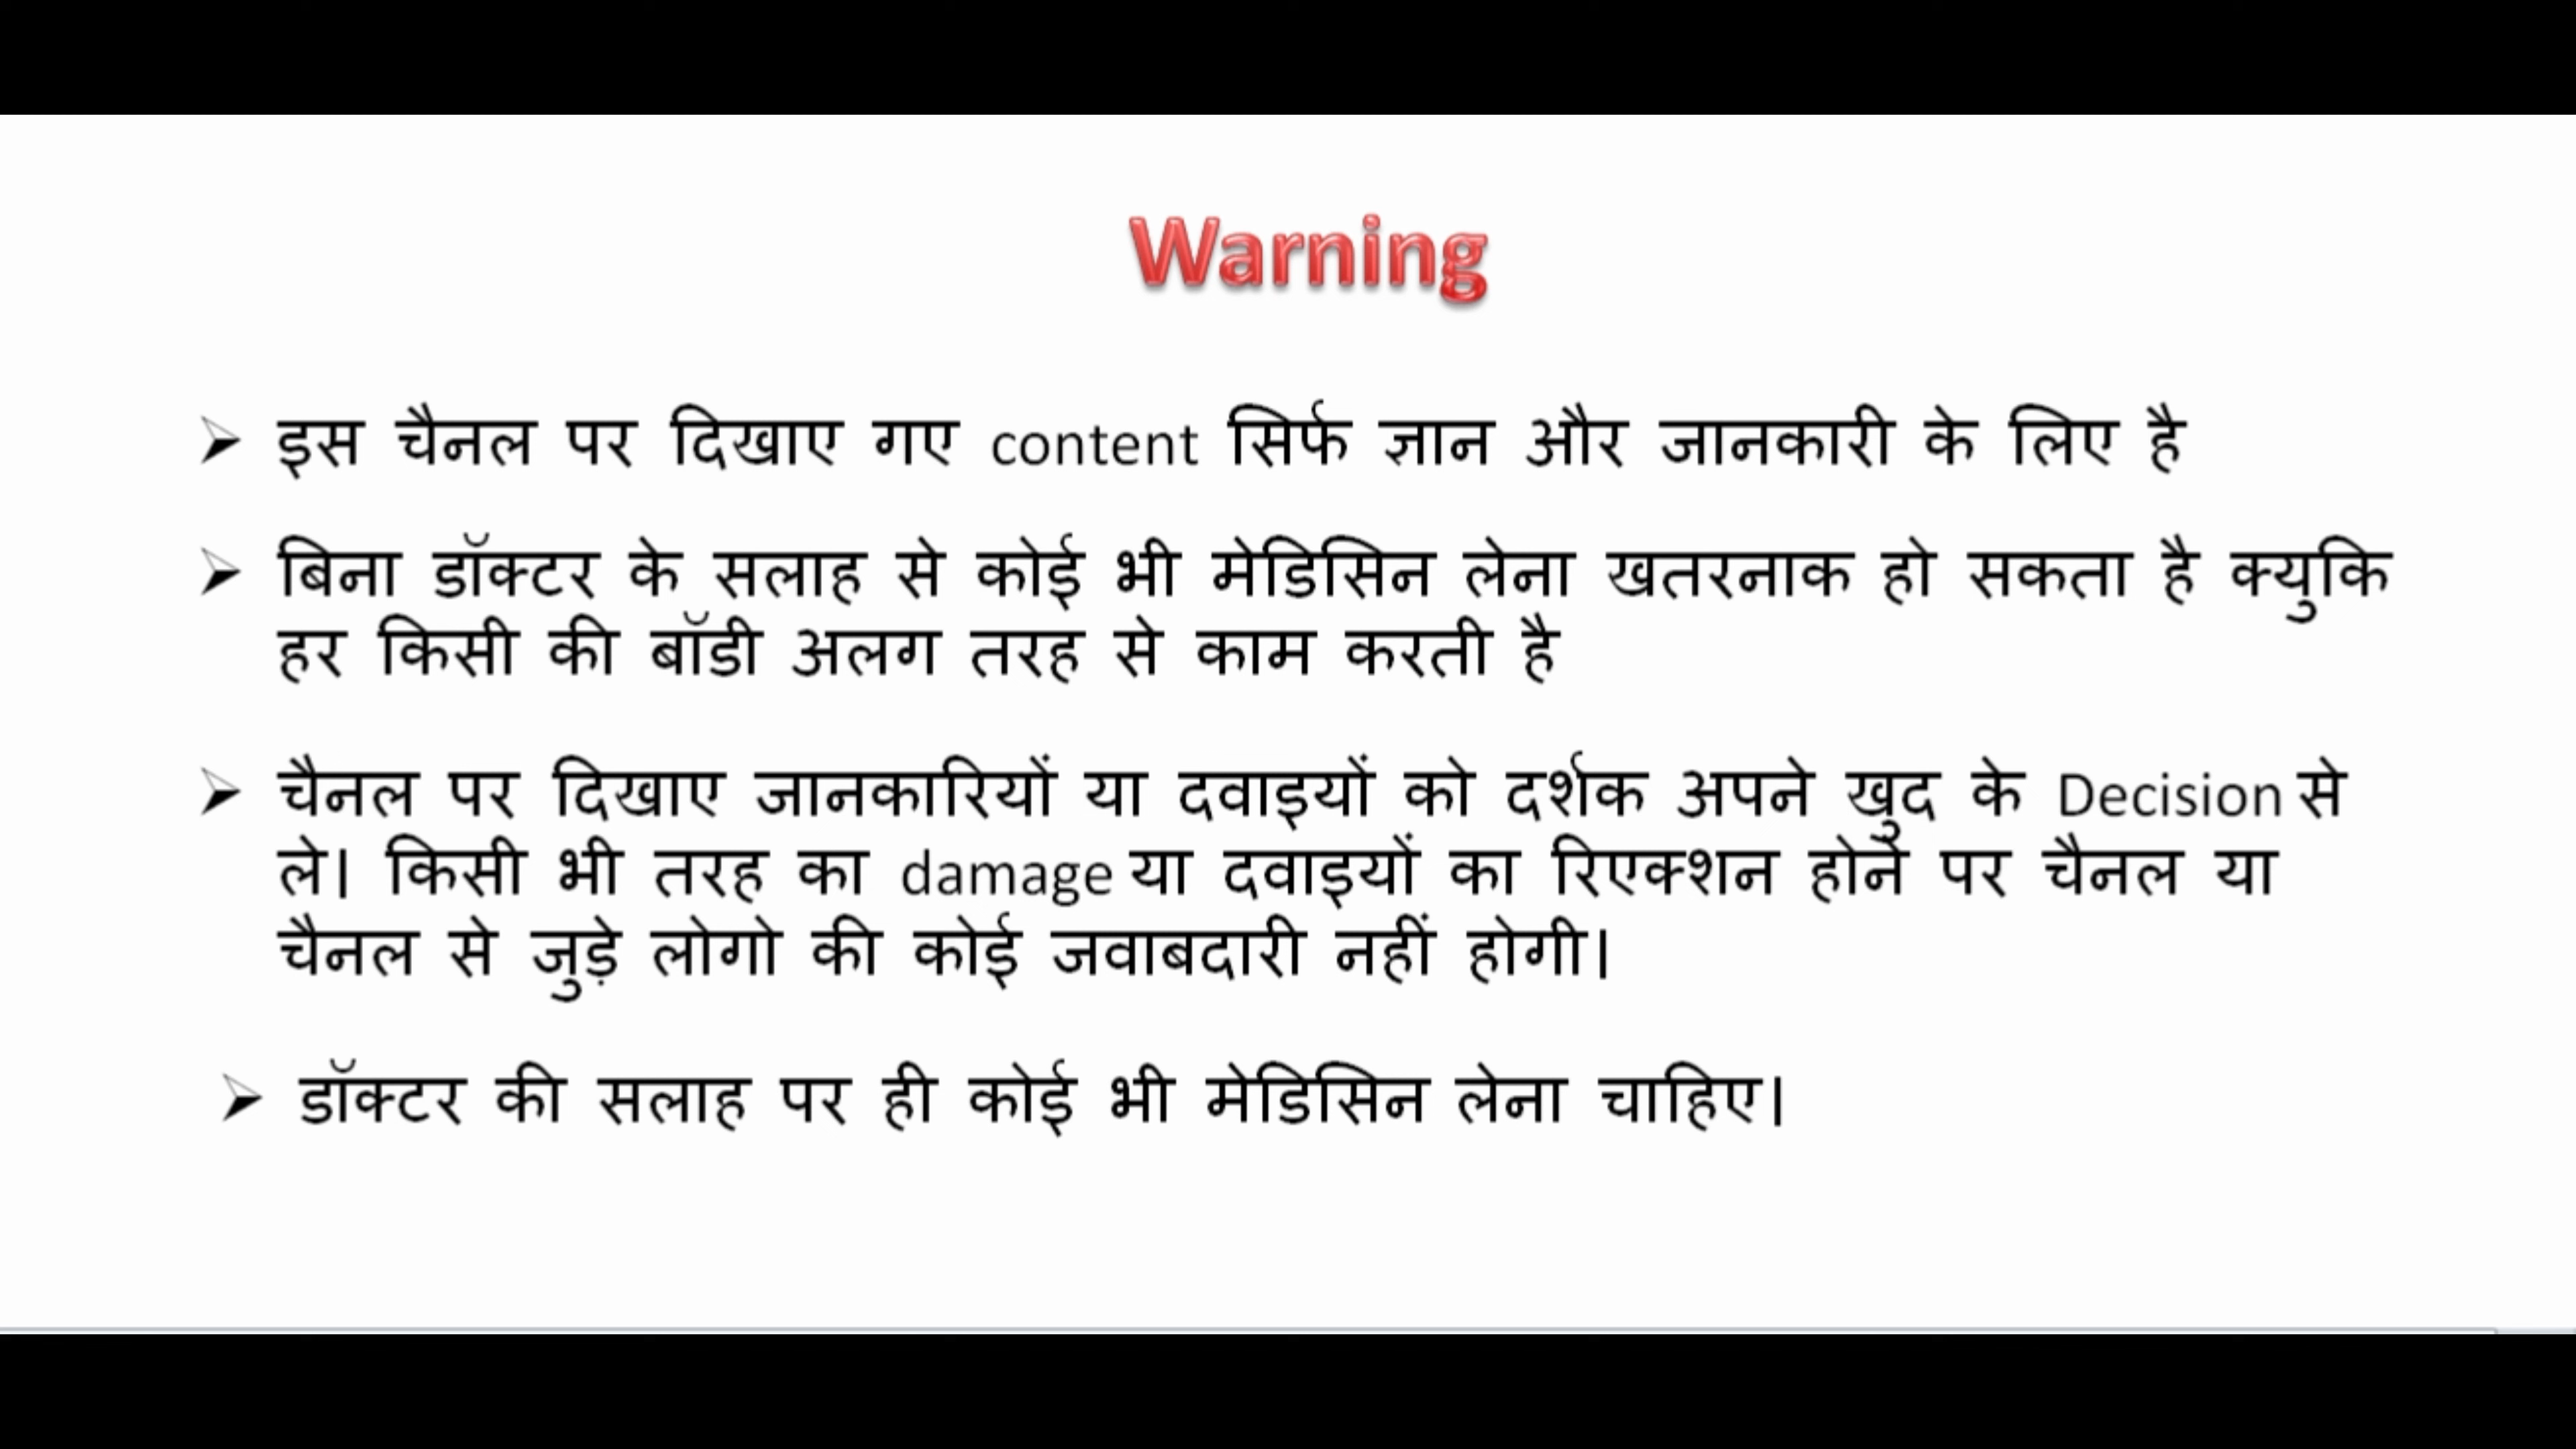 Warning
➢ इस चैनल पर दिखाए गए content सिर्फ ज्ञान और जानकारी के लिए है
➢ बिना डॉक्टर के सलाह से कोई भी मेडिसिन लेना खतरनाक हो सकता है क्युकि
हर किसी की बॉडी अलग तरह से काम करती है
➢ चैनल पर दिखाए जानकारियों या दवाइयों को दर्शक अपने खुद के Decision से
ले। किसी भी तरह का damage या दवाइयों का रिएक्शन होने पर चैनल या
चैनल से जुड़े लोगो की कोई जवाबदारी नहीं होगी।
➢ डॉक्टर की सलाह पर ही कोई भी मेडिसिन लेना चाहिए।